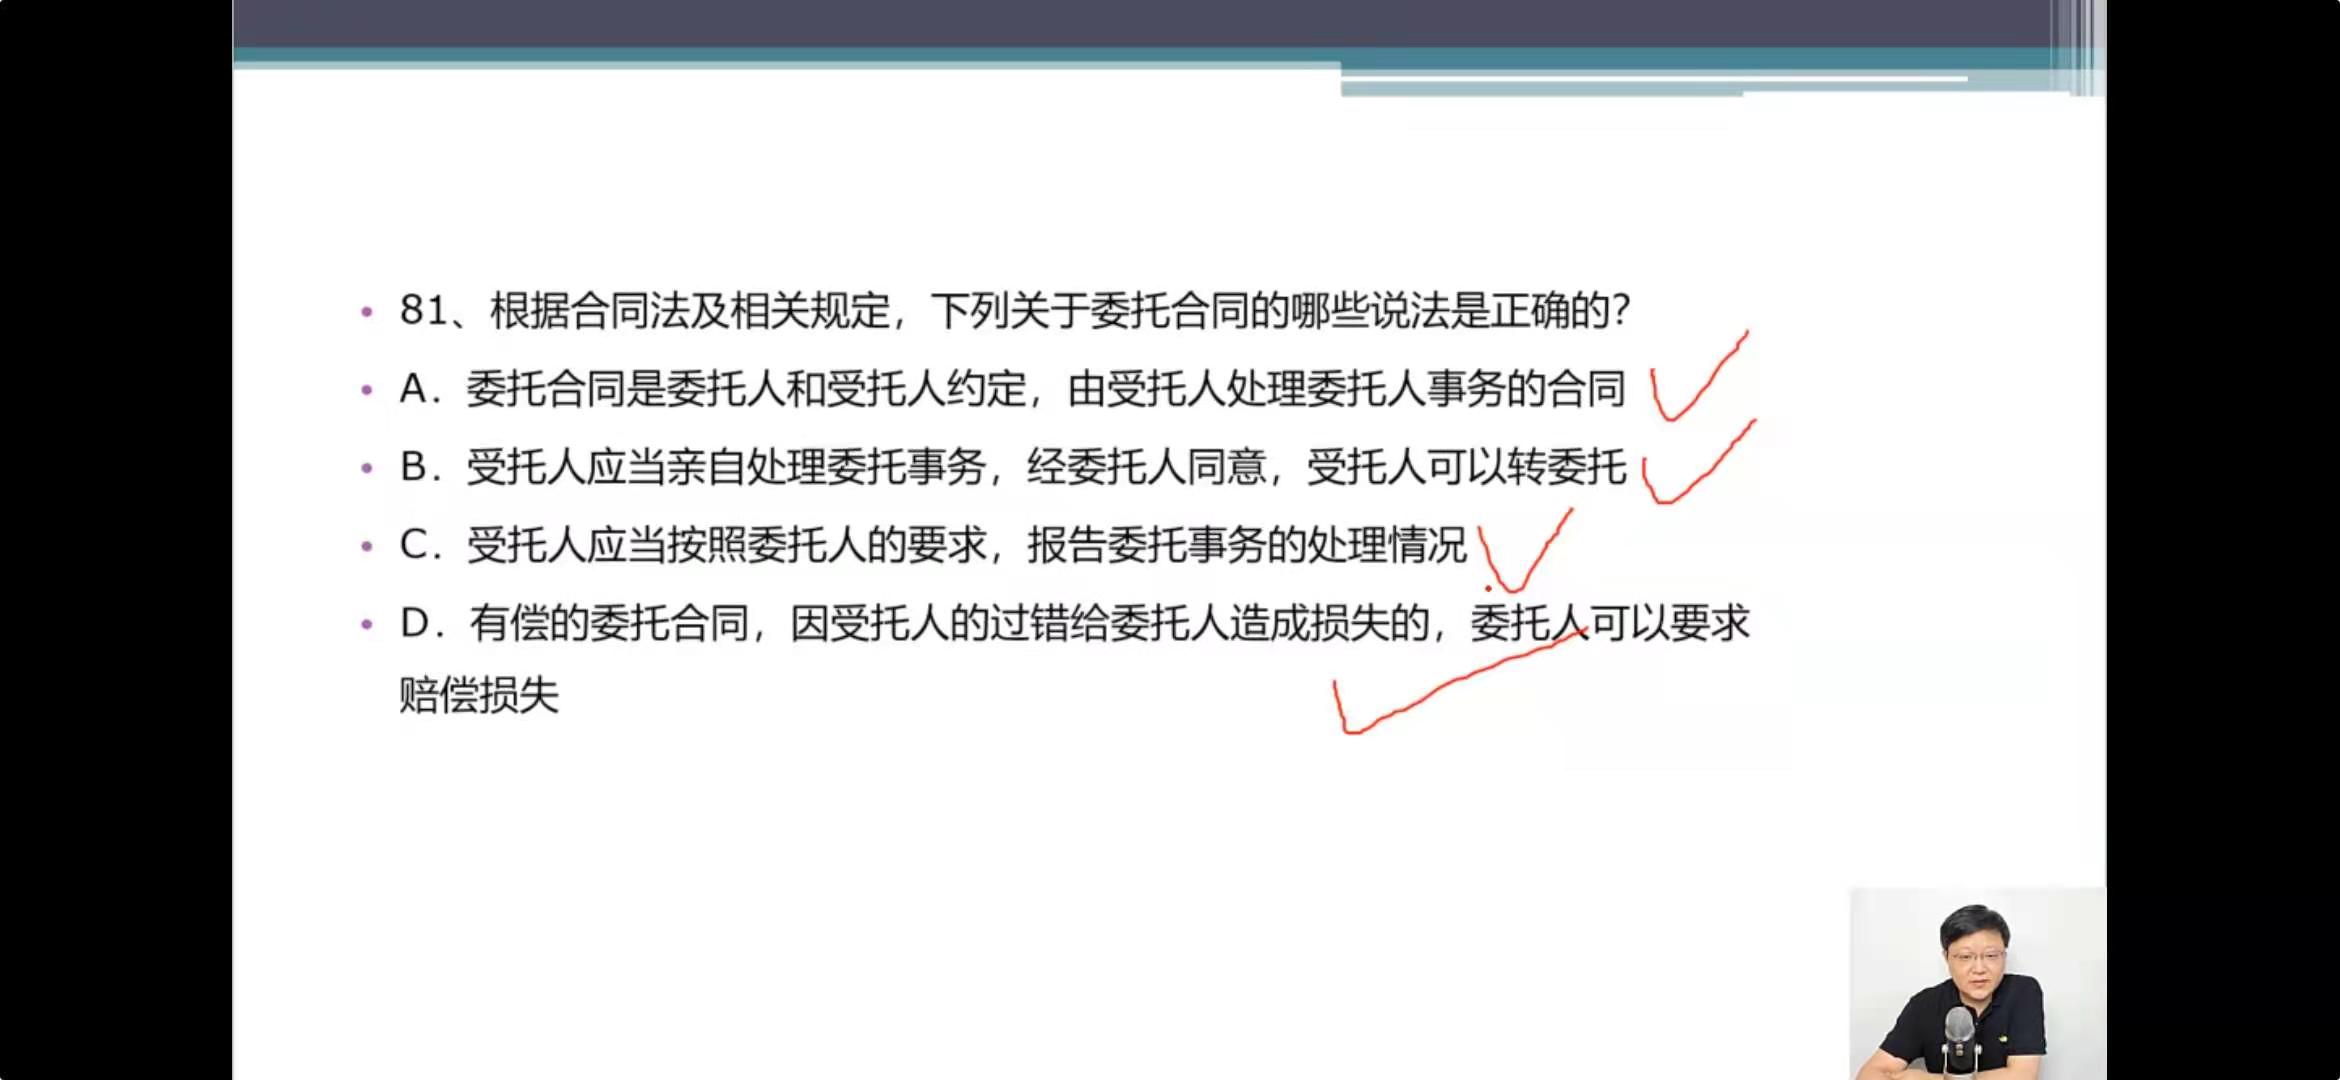 81、根据合同法及相关规定，下列关于委托合同的哪些说法是正确的？
A．委托合同是委托人和受托人约定，由受托人处理委托人事务的合同
B．受托人应当亲自处理委托事务，经委托人同意，受托人可以转委托
C．受托人应当按照委托人的要求，报告委托事务的处理情况
D．有偿的委托合同，因受托人的过错给委托人造成损失的，委托人可以要求
赔偿损失